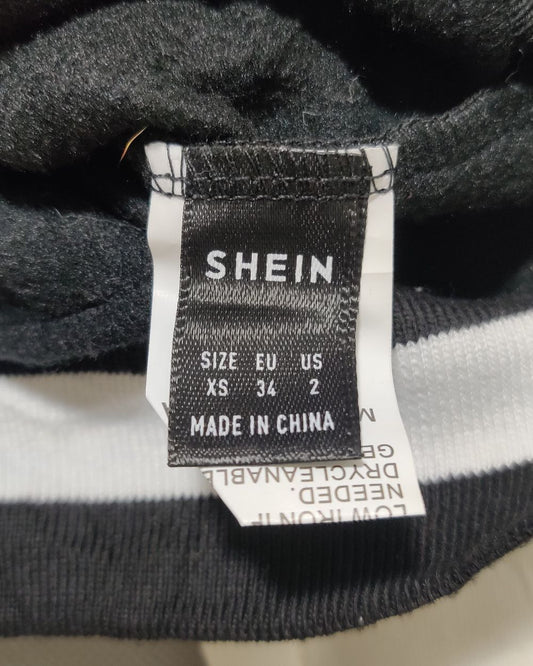 SHEIN
SIZE EU US
XS 34 2
MADE IN CHINA
DRYCLEANABLE
NEEDED.
LOW IRON IF